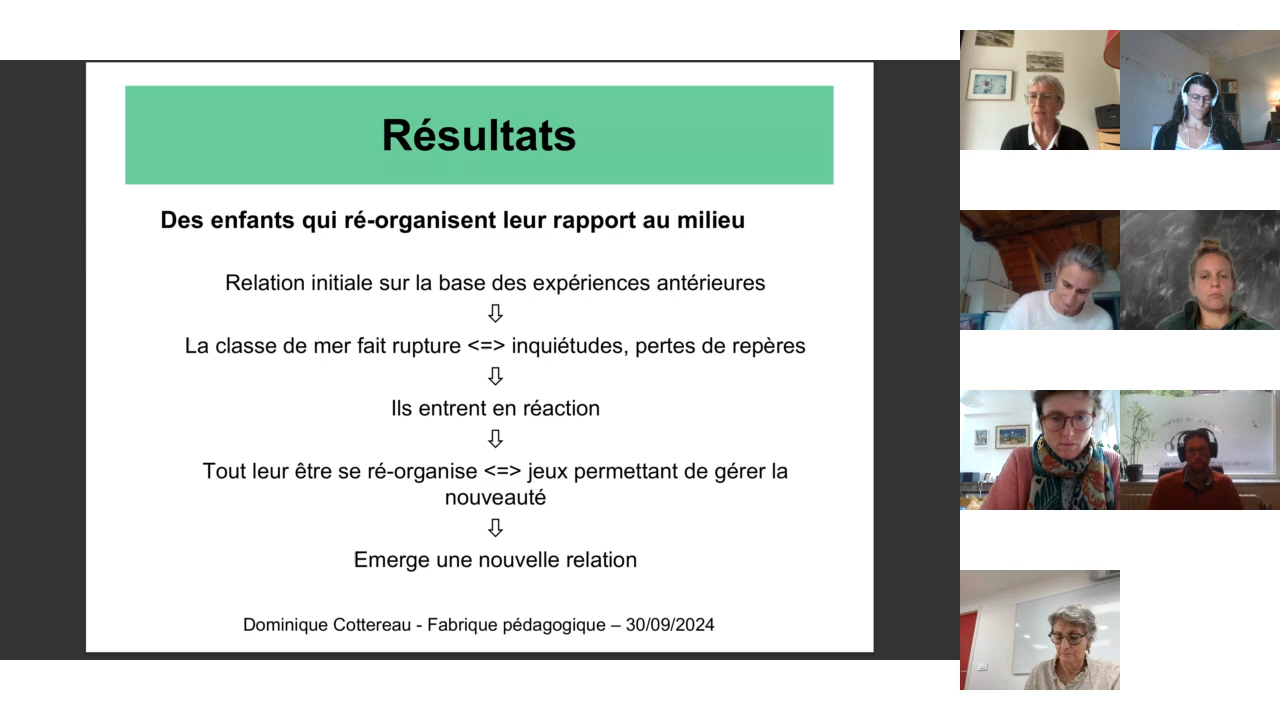 Résultats
Des enfants qui ré-organisent leur rapport au milieu
Relation initiale sur la base des expériences antérieures
⇩
La classe de mer fait rupture <=> inquiétudes, pertes de repères
⇩
Ils entrent en réaction
⇩
Tout leur être se ré-organise <=> jeux permettant de gérer la
nouveauté
⇩
Emerge une nouvelle relation
Dominique Cottereau - Fabrique pédagogique – 30/09/2024